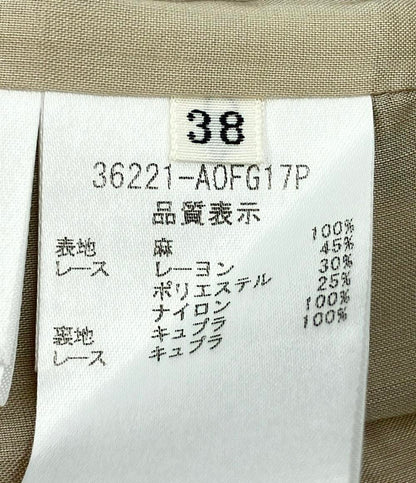 38
36221-A0FG17P
品質表示
表地 麻 100%
レース レーヨン 45%
ポリエステル 30%
ナイロン 25%
裏地 キュプラ 100%
レース キュプラ 100%